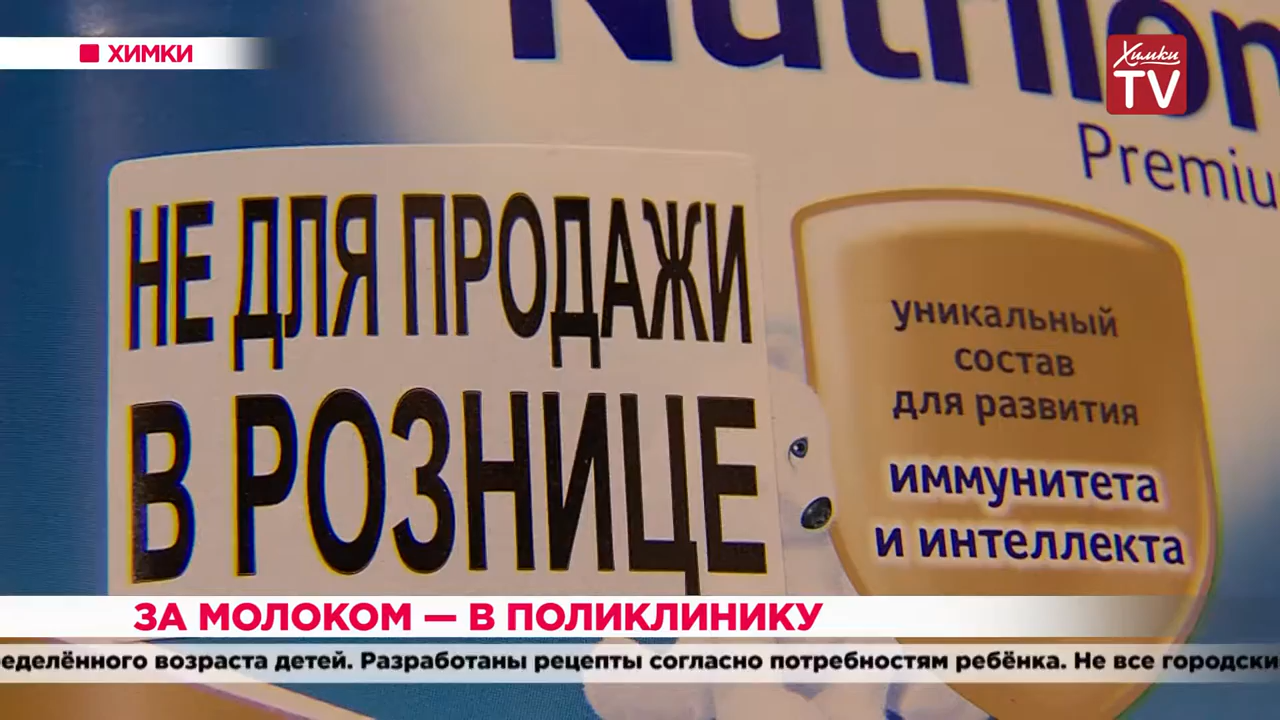 ХИМКИ
Химки
TV
Nutrilon
Premiu
НЕ ДЛЯ ПРОДАЖИ
В РОЗНИЦЕ
уникальный
состав
для развития
иммунитета
и интеллекта
ЗА МОЛОКОМ — В ПОЛИКЛИНИКУ
еделённого возраста детей. Разработаны рецепты согласно потребностям ребёнка. Не все городски